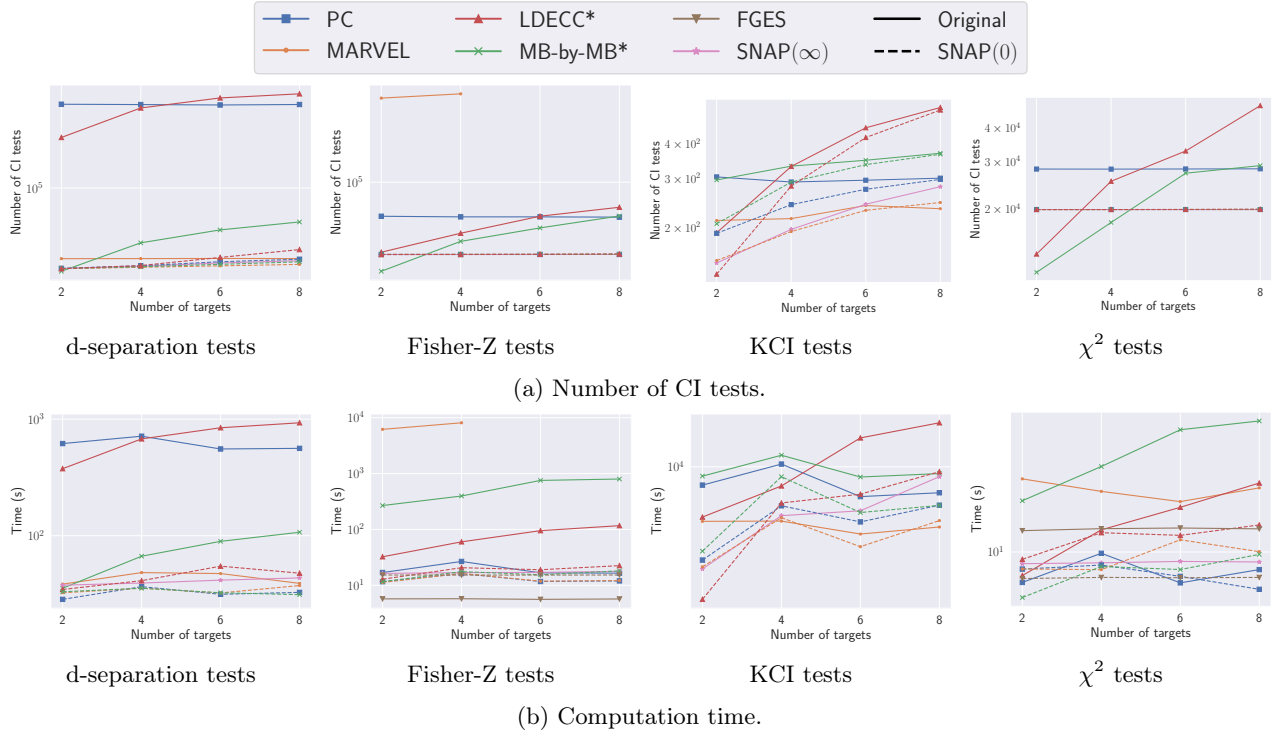 PC LDECC* FGES Original
MARVEL MB-by-MB* SNAP(∞) SNAP(0)
Number of CI tests
10^5
2 4 6 8
Number of targets
Number of CI tests
10^5
2 4 6 8
Number of targets
Number of CI tests
4 × 10^2
3 × 10^2
2 × 10^2
2 4 6 8
Number of targets
Number of CI tests
4 × 10^4
3 × 10^4
2 × 10^4
2 4 6 8
Number of targets
d-separation tests Fisher-Z tests KCI tests χ^2 tests
(a) Number of CI tests.
Time (s)
10^3
10^2
2 4 6 8
Number of targets
Time (s)
10^4
10^3
10^2
10^1
2 4 6 8
Number of targets
Time (s)
10^4
2 4 6 8
Number of targets
Time (s)
10^1
2 4 6 8
Number of targets
d-separation tests Fisher-Z tests KCI tests χ^2 tests
(b) Computation time.